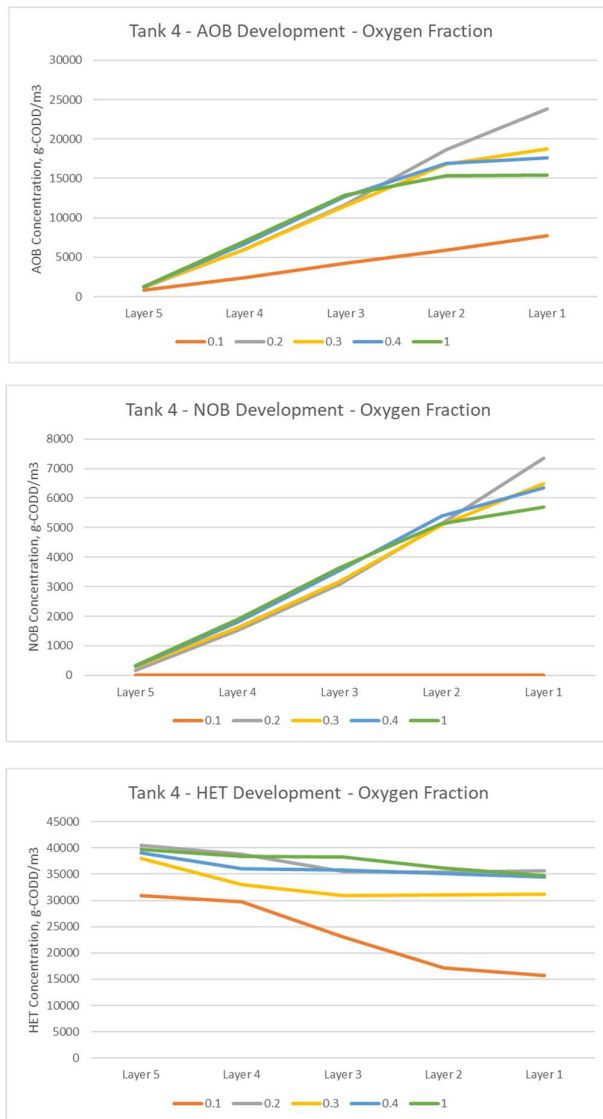 Tank 4 - AOB Development - Oxygen Fraction
AOB Concentration, g-CODD/m3
30000
25000
20000
15000
10000
5000
0
Layer 5 Layer 4 Layer 3 Layer 2 Layer 1
0.1 0.2 0.3 0.4 1
Tank 4 - NOB Development - Oxygen Fraction
NOB Concentration, g-CODD/m3
8000
7000
6000
5000
4000
3000
2000
1000
0
Layer 5 Layer 4 Layer 3 Layer 2 Layer 1
0.1 0.2 0.3 0.4 1
Tank 4 - HET Development - Oxygen Fraction
HET Concentration, g-CODD/m3
45000
40000
35000
30000
25000
20000
15000
10000
5000
0
Layer 5 Layer 4 Layer 3 Layer 2 Layer 1
0.1 0.2 0.3 0.4 1